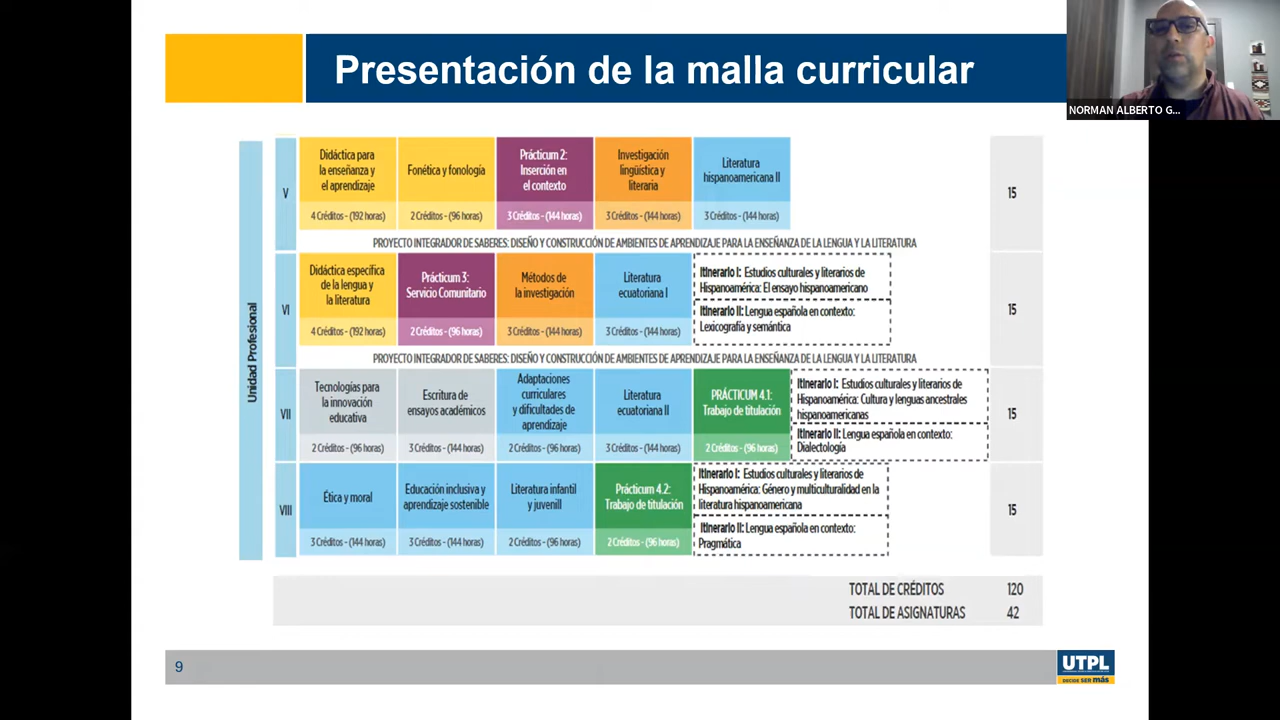 Presentación de la malla curricular
NORMAN ALBERTO G...
Unidad Profesional
V
Didáctica para
la enseñanza y
el aprendizaje
4 Créditos - (192 horas)
Fonética y fonología
2 Créditos - (96 horas)
Prácticum 2:
Inserción en
el contexto
3 Créditos - (144 horas)
Investigación
lingüística y
literaria
3 Créditos - (144 horas)
Literatura
hispanoamericana II
3 Créditos - (144 horas)
15
PROYECTO INTEGRADOR DE SABERES: DISEÑO Y CONSTRUCCIÓN DE AMBIENTES DE APRENDIZAJE PARA LA ENSEÑANZA DE LA LENGUA Y LA LITERATURA
VI
Didáctica específica
de la lengua y
la literatura
4 Créditos - (192 horas)
Prácticum 3:
Servicio Comunitario
2 Créditos - (96 horas)
Métodos de
la investigación
3 Créditos - (144 horas)
Literatura
ecuatoriana I
3 Créditos - (144 horas)
Itinerario I: Estudios culturales y literarios de
Hispanoamérica: El ensayo hispanoamericano
Itinerario II: Lengua española en contexto:
Lexicografía y semántica
15
PROYECTO INTEGRADOR DE SABERES: DISEÑO Y CONSTRUCCIÓN DE AMBIENTES DE APRENDIZAJE PARA LA ENSEÑANZA DE LA LENGUA Y LA LITERATURA
VII
Tecnologías para
la innovación
educativa
2 Créditos - (96 horas)
Escritura de
ensayos académicos
3 Créditos - (144 horas)
Adaptaciones
curriculares
y dificultades de
aprendizaje
2 Créditos - (96 horas)
Literatura
ecuatoriana II
3 Créditos - (144 horas)
PRÁCTICUM 4.1:
Trabajo de titulación
2 Créditos - (96 horas)
Itinerario I: Estudios culturales y literarios de
Hispanoamérica: Cultura y lenguas ancestrales
hispanoamericanas
Itinerario II: Lengua española en contexto:
Dialectología
15
VIII
Ética y moral
3 Créditos - (144 horas)
Educación inclusiva y
aprendizaje sostenible
3 Créditos - (144 horas)
Literatura infantil
y juvenill
2 Créditos - (96 horas)
Prácticum 4.2:
Trabajo de titulación
2 Créditos - (96 horas)
Itinerario I: Estudios culturales y literarios de
Hispanoamérica: Género y multiculturalidad en la
literatura hispanoamericana
Itinerario II: Lengua española en contexto:
Pragmática
15
TOTAL DE CRÉDITOS 120
TOTAL DE ASIGNATURAS 42
9
UTPL
DECIDE SER más